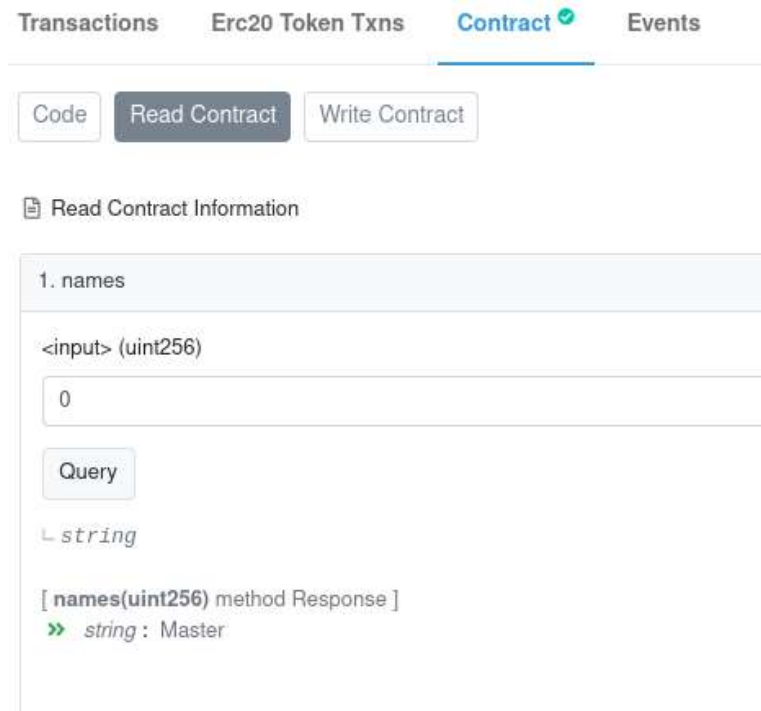 Transactions Erc20 Token Txns Contract Events
Code Read Contract Write Contract
Read Contract Information
1. names
<input> (uint256)
0
Query
string
[ names(uint256) method Response ]
string : Master